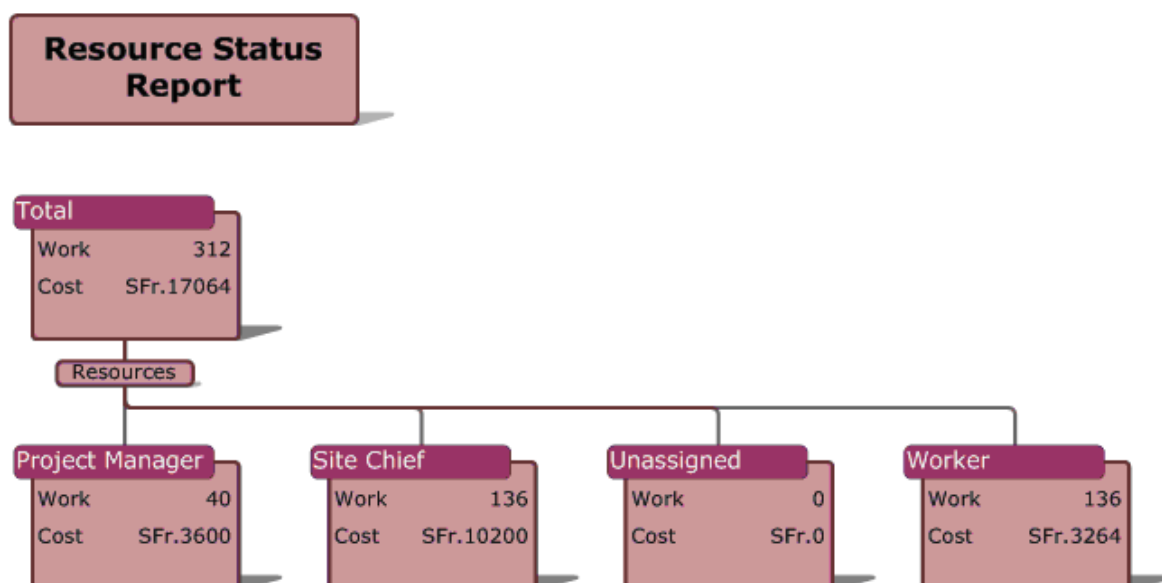 Resource Status
Report
Total
Work 312
Cost SFr.17064
Resources
Project Manager
Work 40
Cost SFr.3600
Site Chief
Work 136
Cost SFr.10200
Unassigned
Work 0
Cost SFr.0
Worker
Work 136
Cost SFr.3264